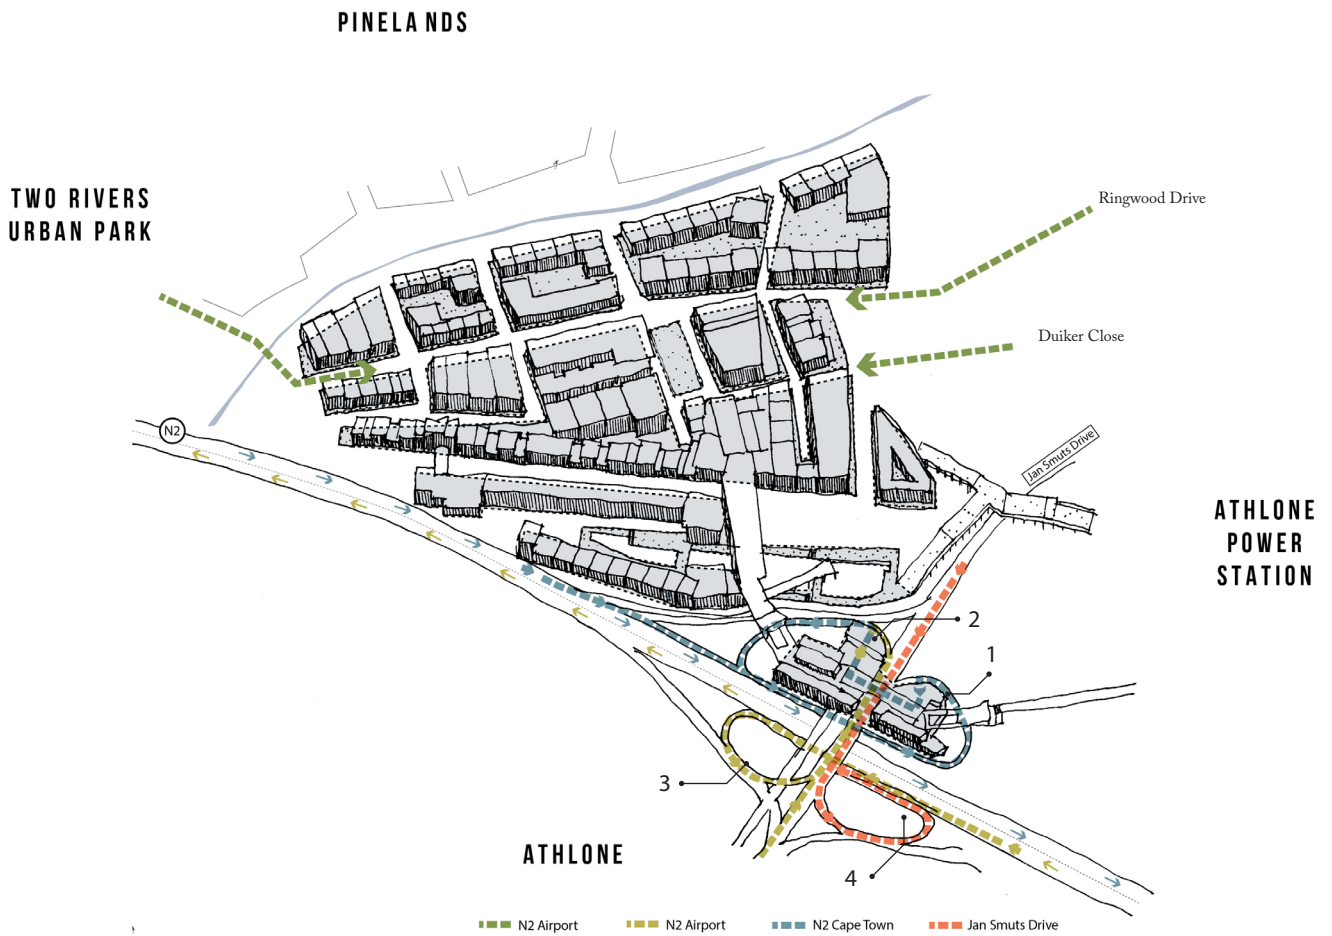 PINELANDS
TWO RIVERS
URBAN PARK
Ringwood Drive
Duiker Close
N2
Jan Smuts Drive
ATHLONE
POWER
STATION
2
1
3
4
ATHLONE
N2 Airport
N2 Airport
N2 Cape Town
Jan Smuts Drive